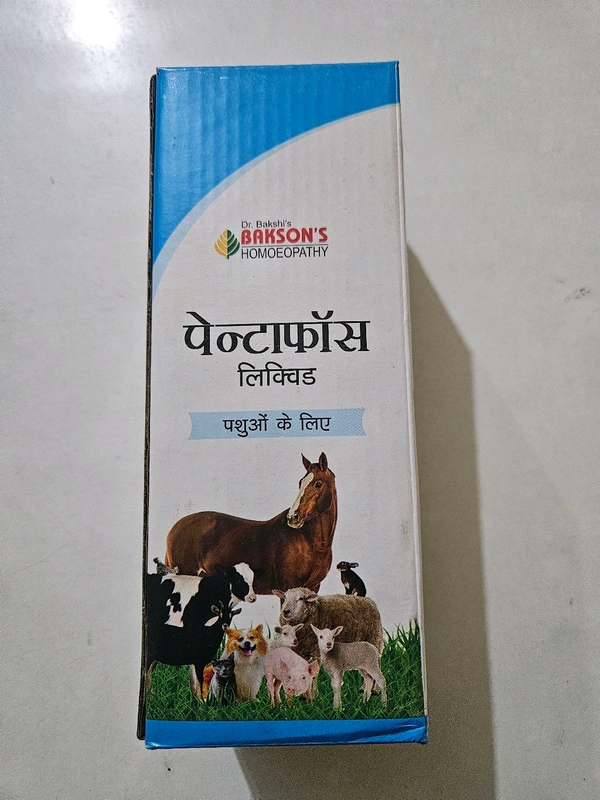 Dr. Bakshi's
BAKSON'S
HOMOEOPATHY
पेन्टाफॉस
लिक्विड
पशुओं के लिए